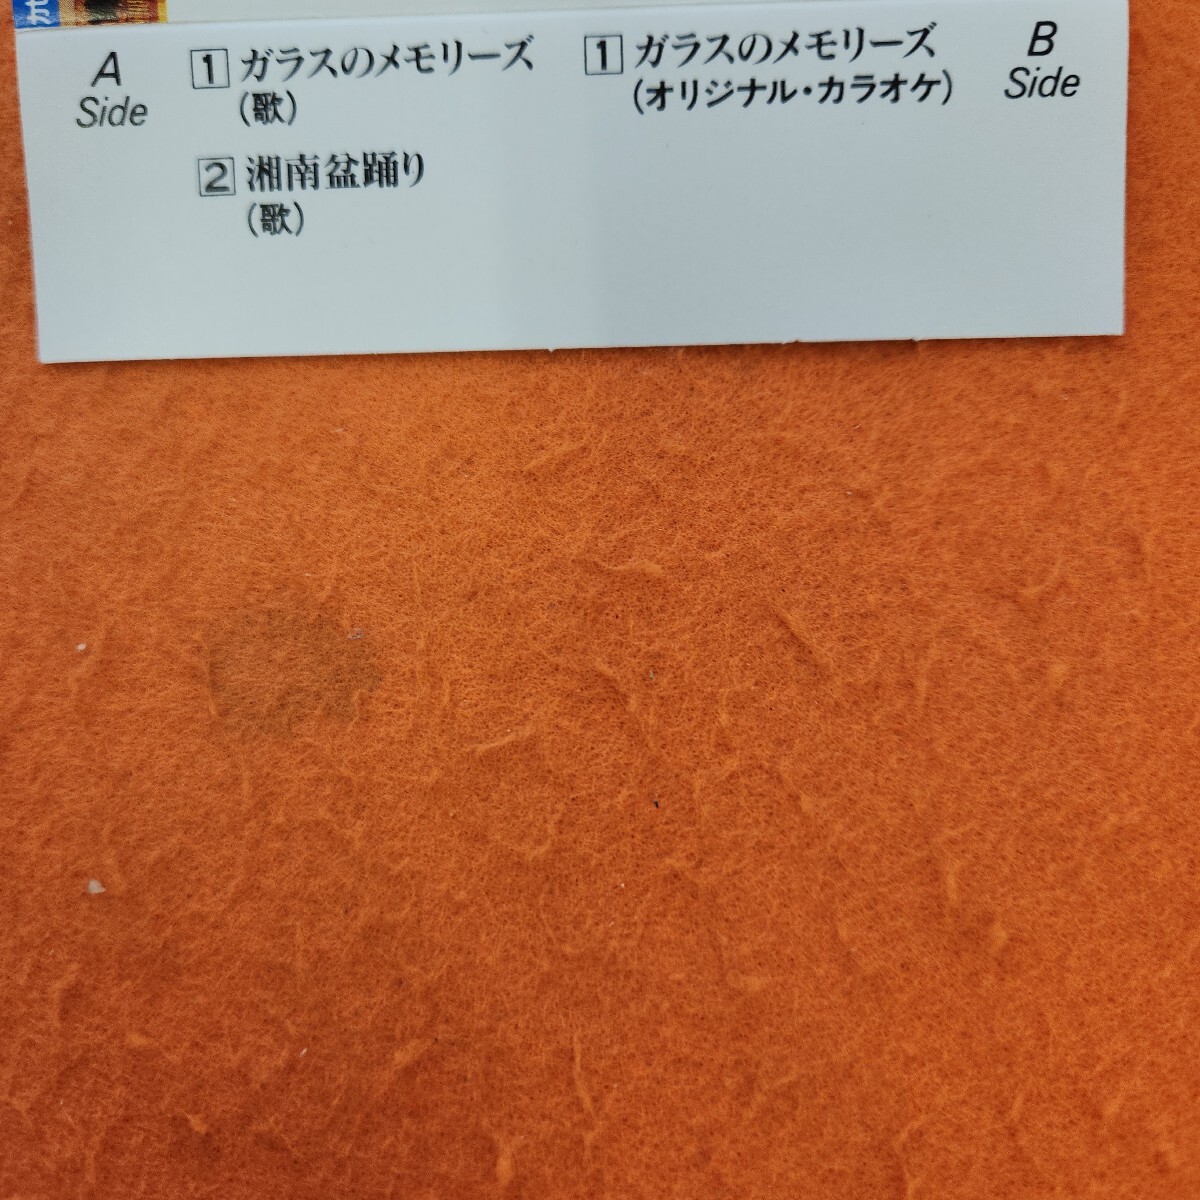 A
Side
1 ガラスのメモリーズ
(歌)
2 湘南盆踊り
(歌)
1 ガラスのメモリーズ
(オリジナル・カラオケ)
B
Side